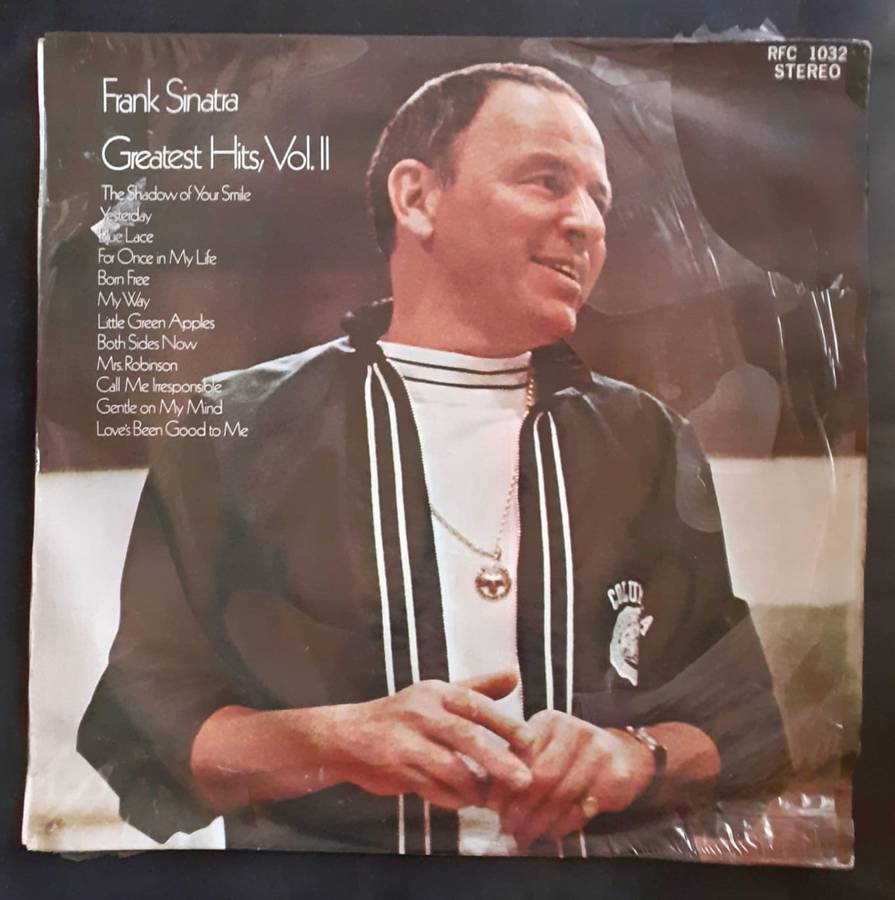 RFC 1032
STEREO
Frank Sinatra
Greatest Hits, Vol. II
The Shadow of Your Smile
Yesterday
Blue Lace
For Once in My Life
Born Free
My Way
Little Green Apples
Both Sides Now
Mrs. Robinson
Call Me Irresponsible
Gentle on My Mind
Love's Been Good to Me
COLU